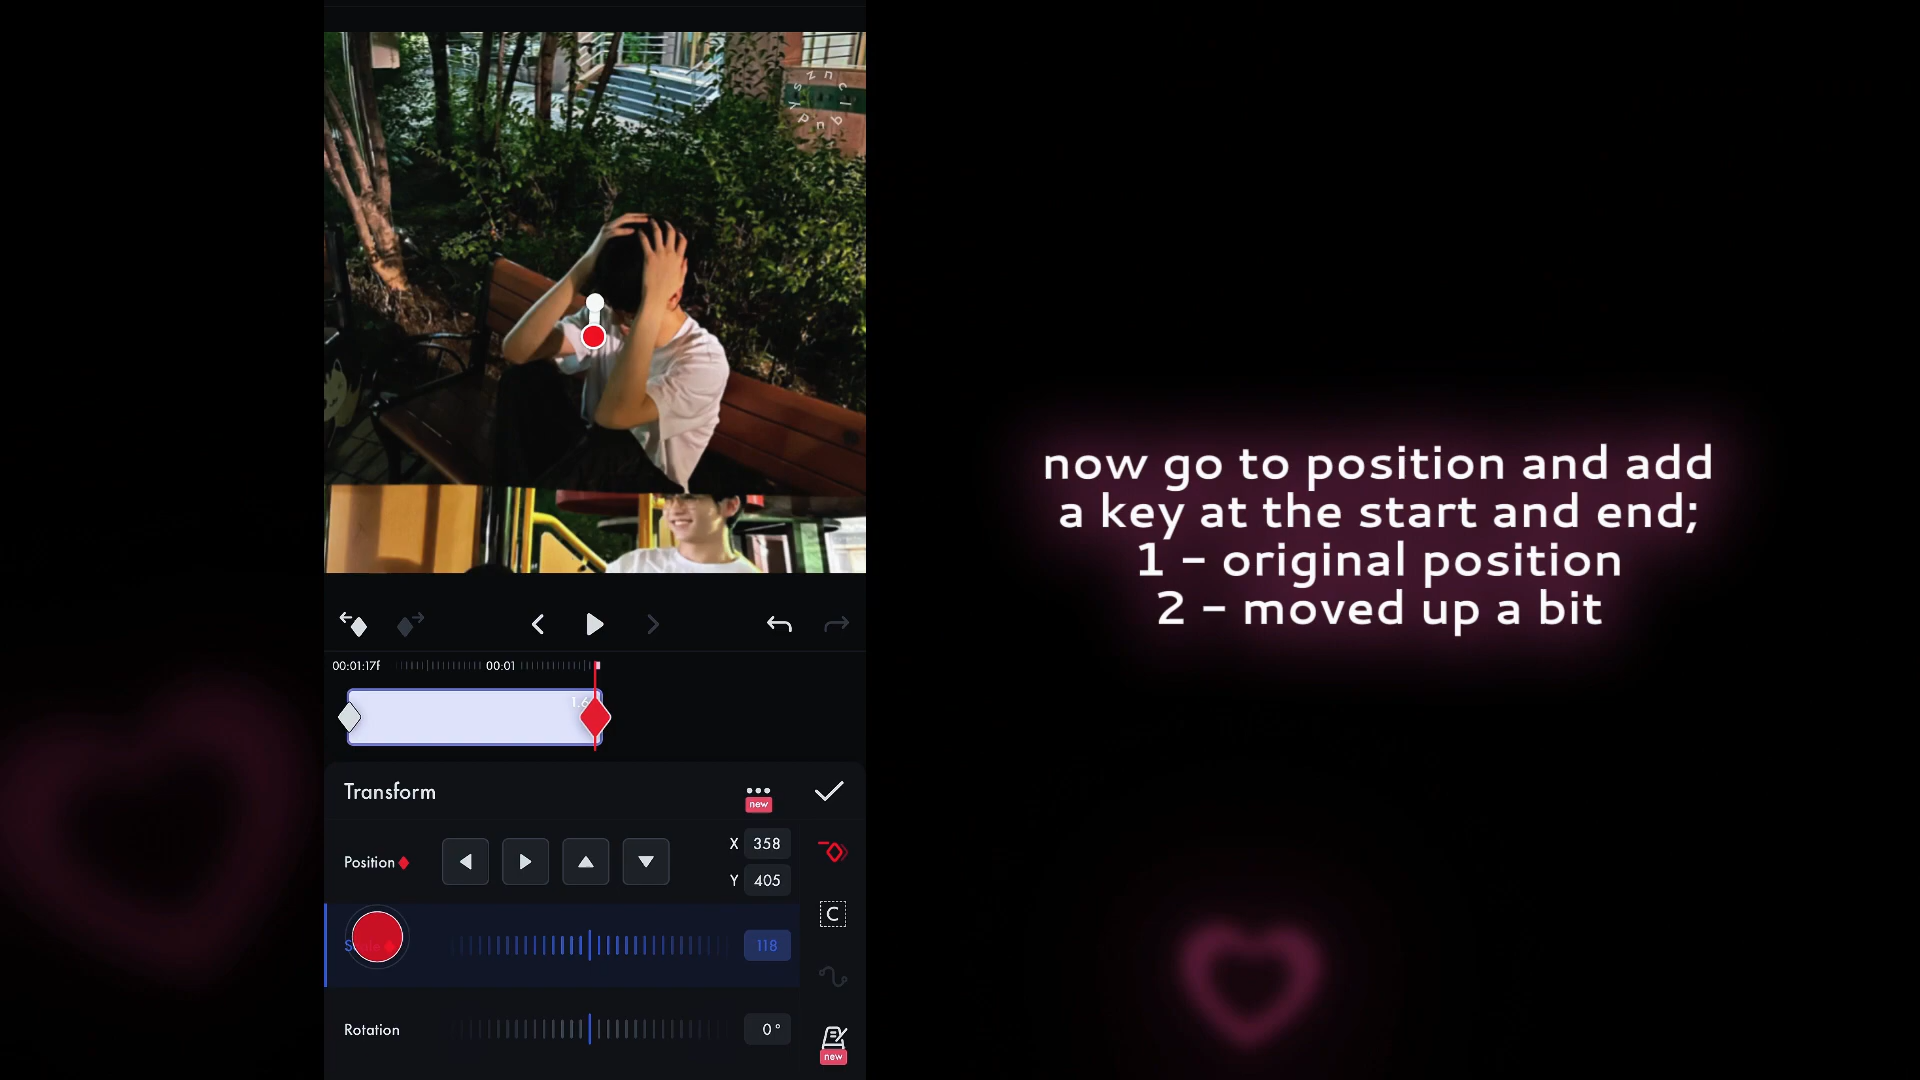 00:01:17f
00:01
Transform
new
Position
X 358
Y 405
118
Rotation
0°
new
C
now go to position and add
a key at the start and end;
1 - original position
2 - moved up a bit